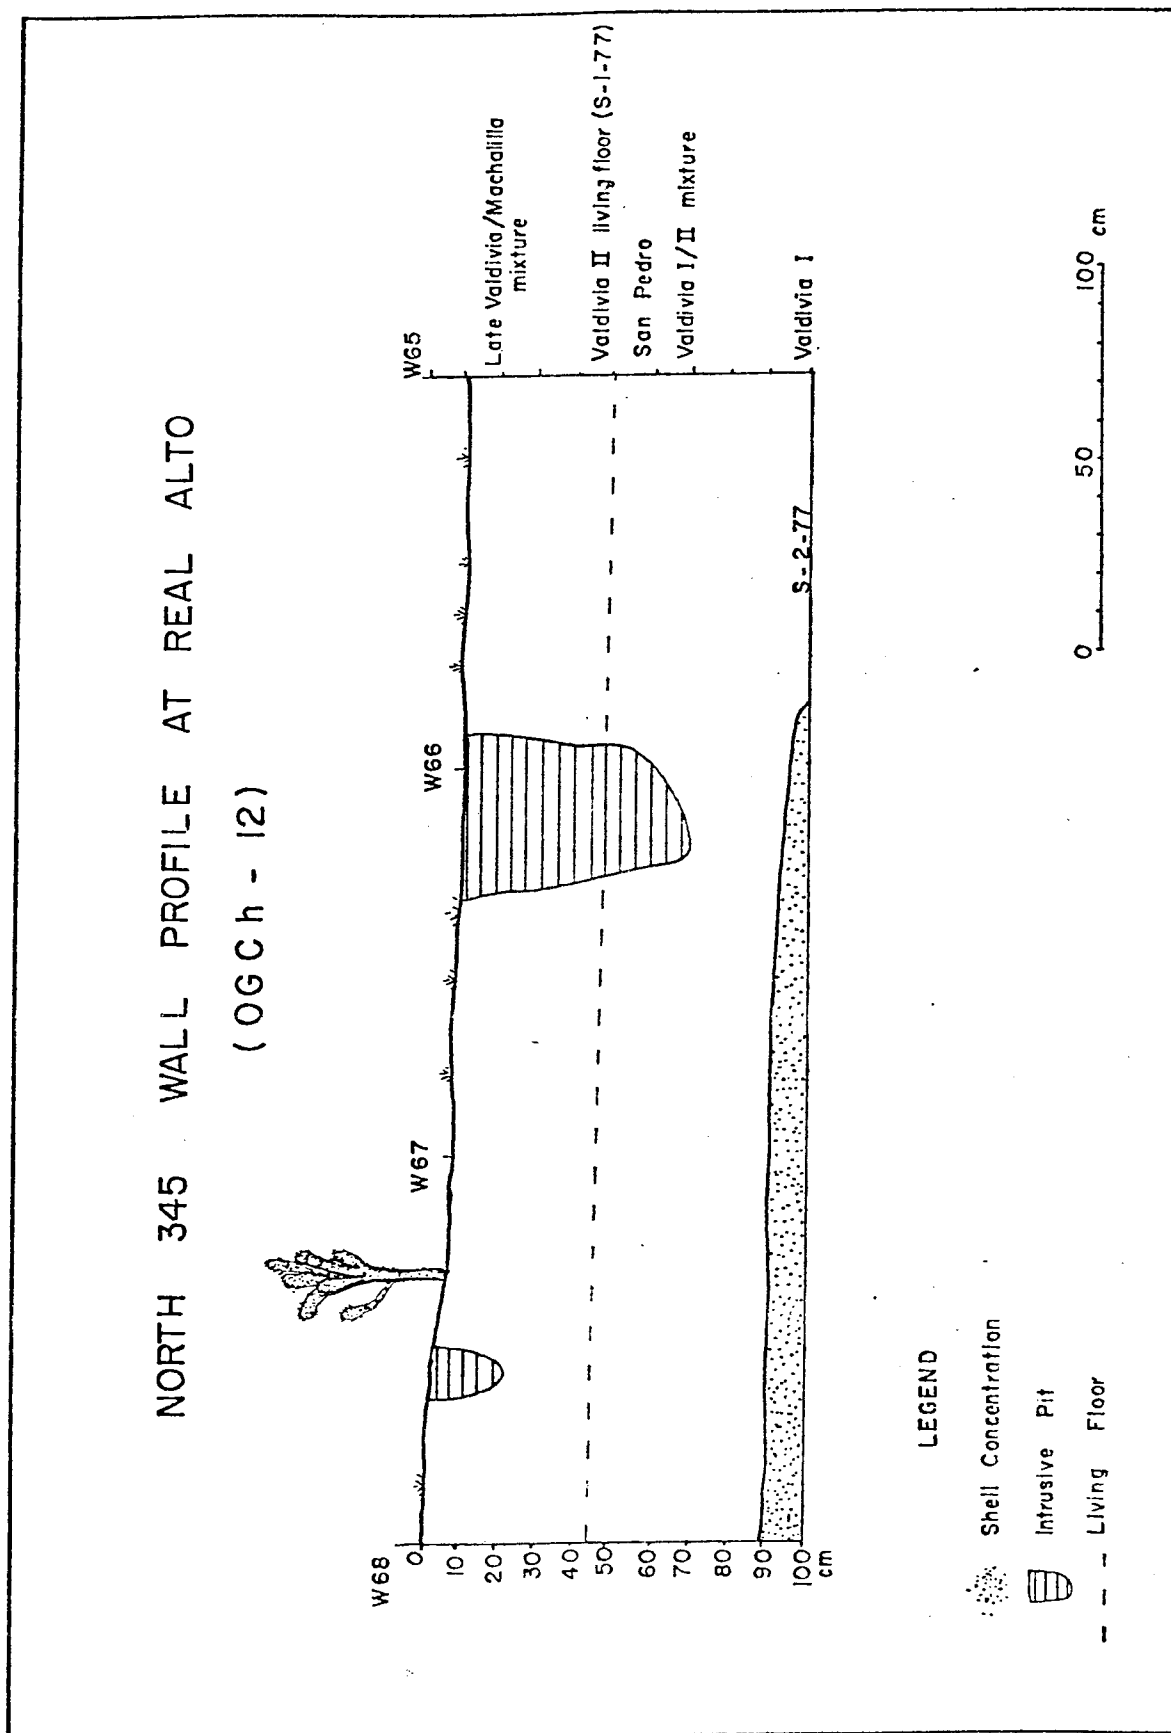 NORTH 345 WALL PROFILE AT REAL ALTO
(OGCh-12)
W68
W67
W66
W65
0
10
20
30
40
50
60
70
80
90
100
cm
Late Valdivia/Machalilla
mixture
Valdivia II living floor (S-1-77)
San Pedro
Valdivia I/II mixture
Valdivia I
S-2-77
LEGEND
Shell Concentration
Intrusive Pit
Living Floor
0 50 100 cm